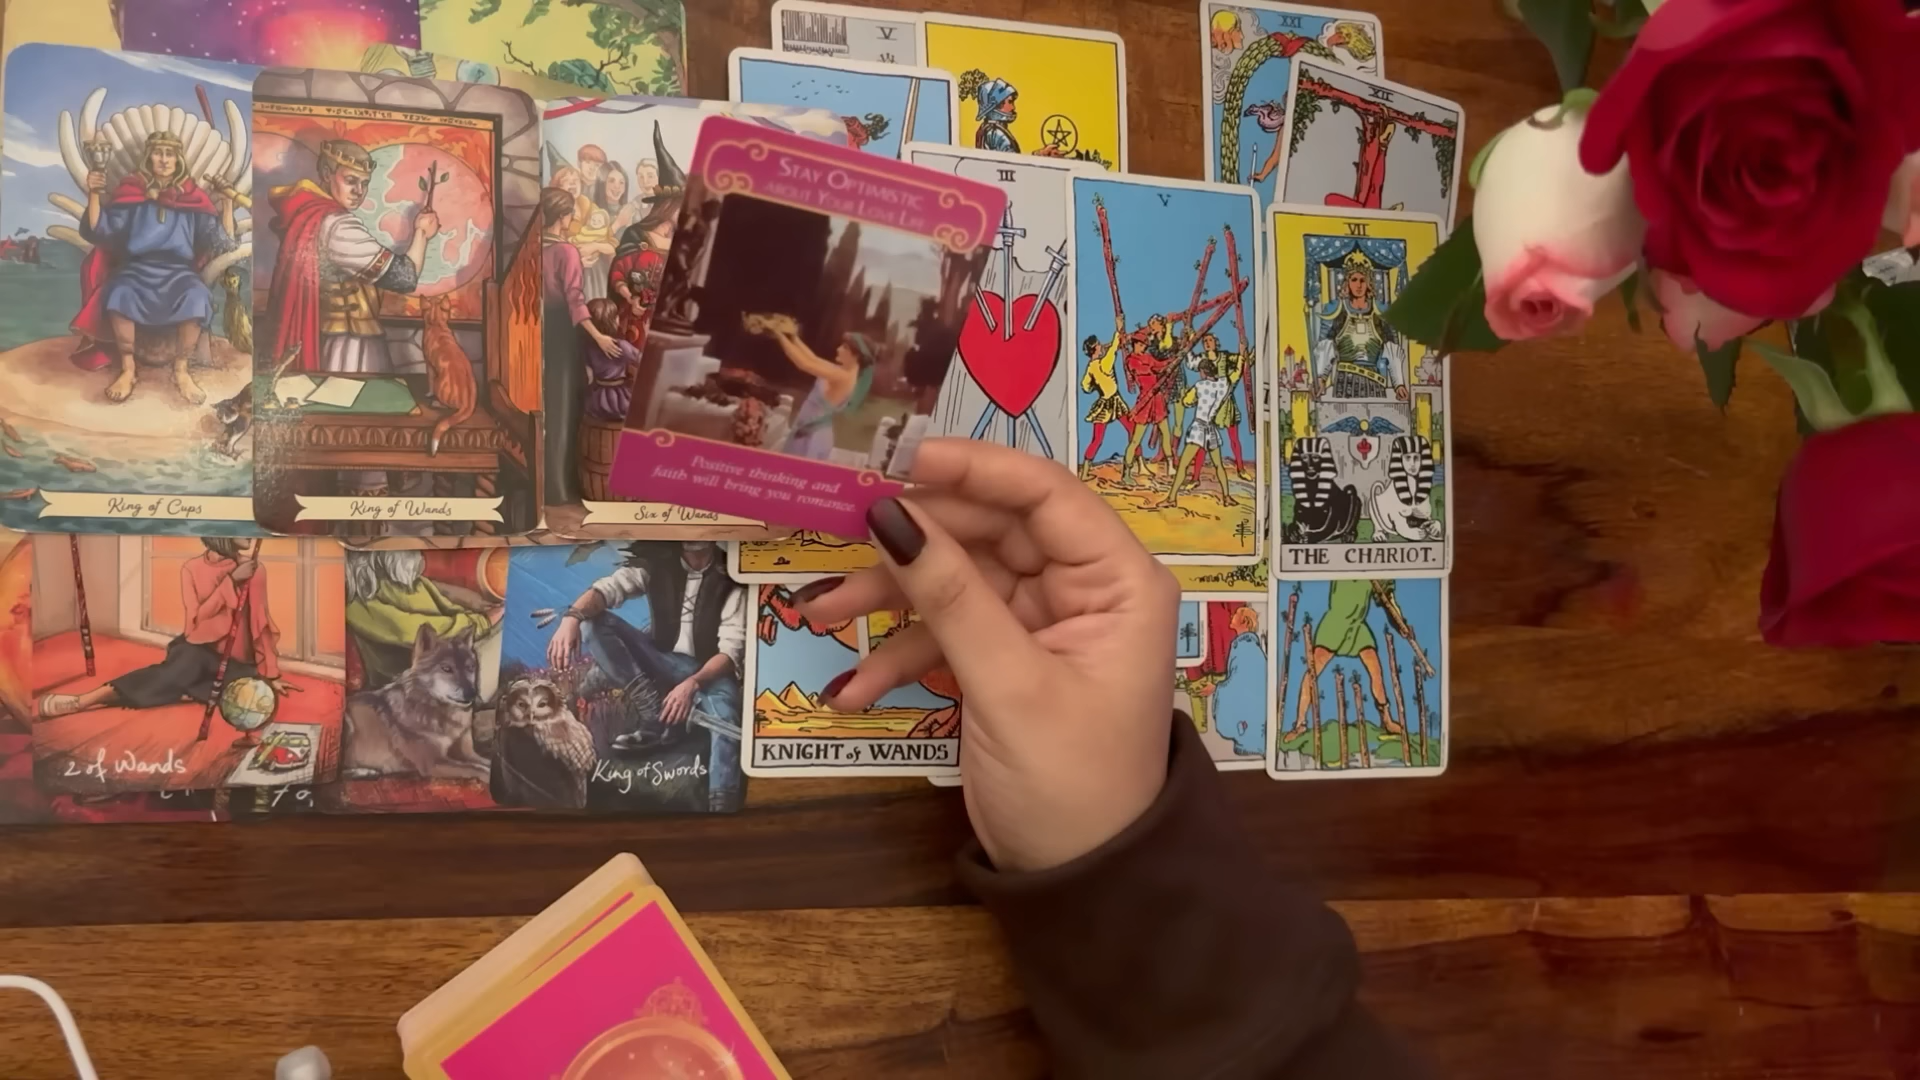 V
XXI
XII
STAY OPTIMISTIC
ABOUT YOUR LOVE LIFE
III
V
VII
Positive thinking and
faith will bring you romance.
King of Cups
King of Wands
Six of Wands
THE CHARIOT.
2 of Wands
King of Swords
KNIGHT of WANDS